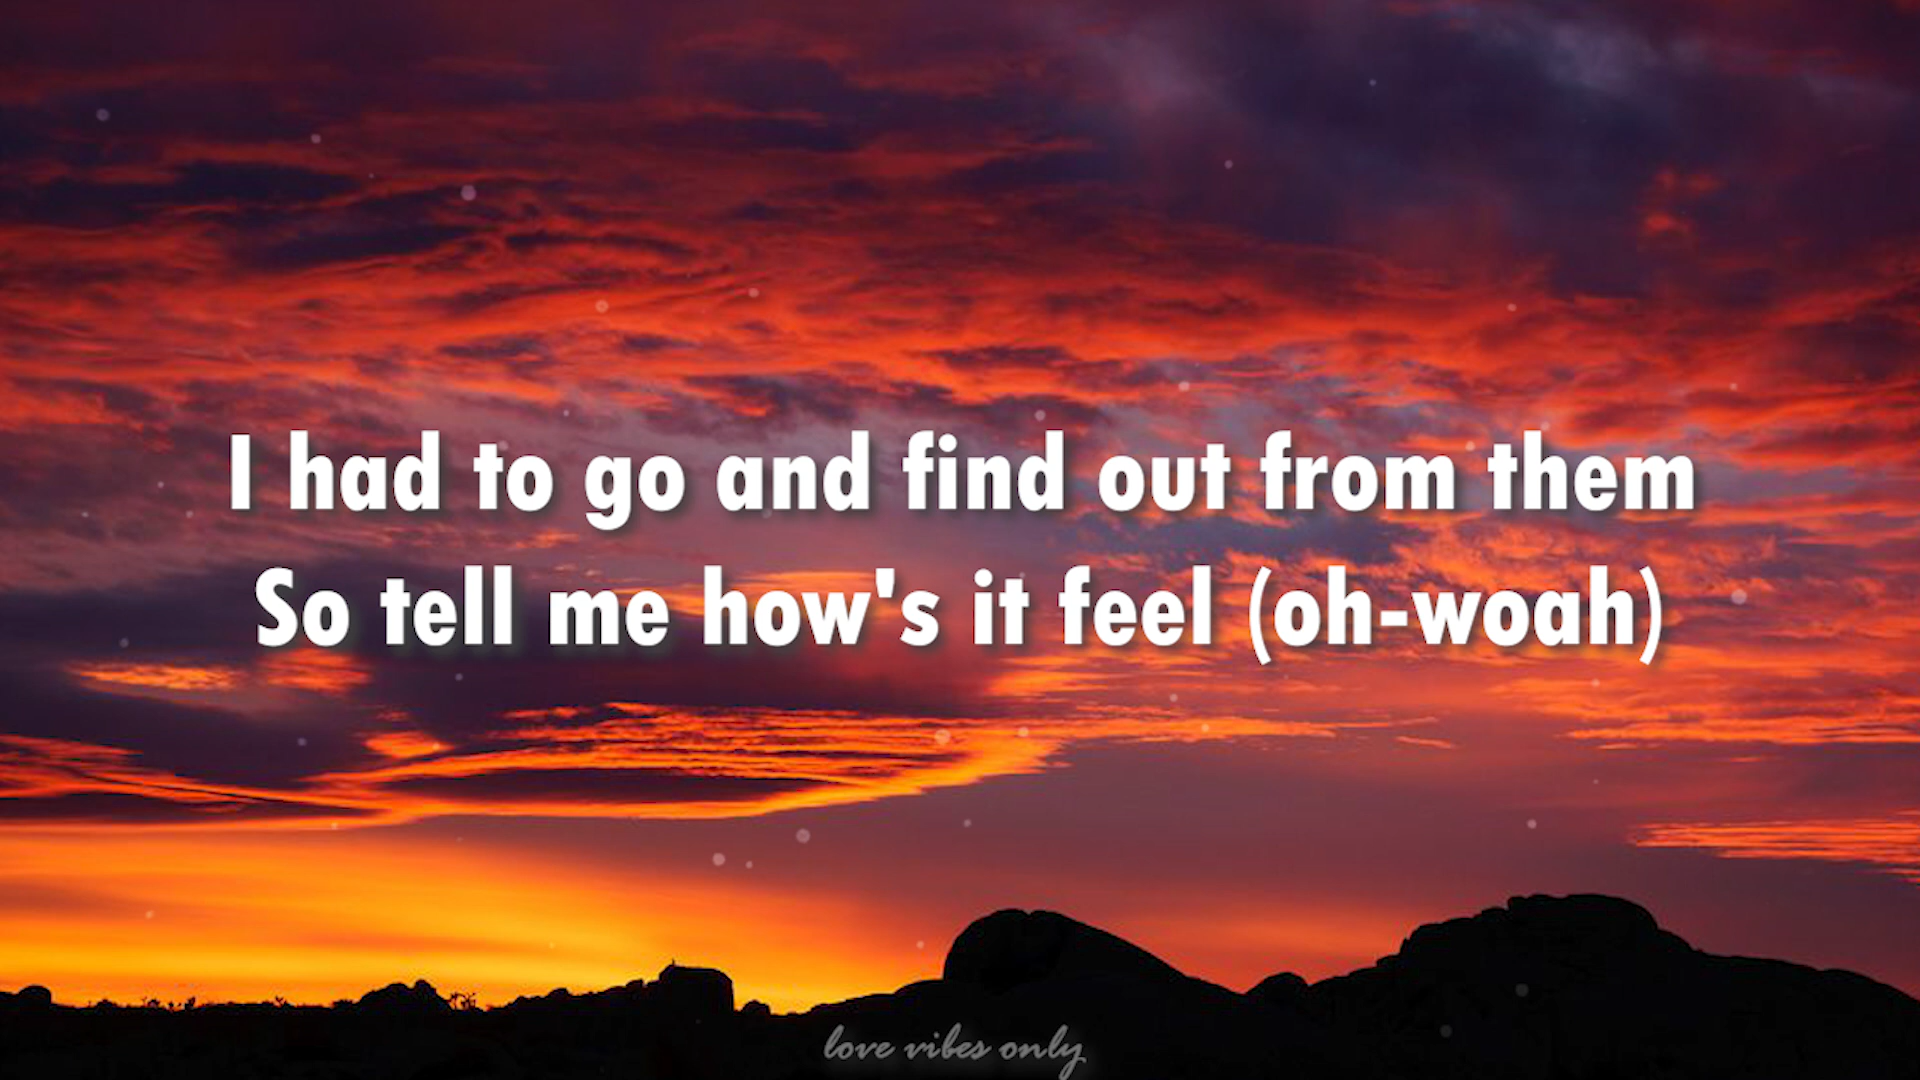 I had to go and find out from them
So tell me how's it feel (oh-woah)
love vibes only